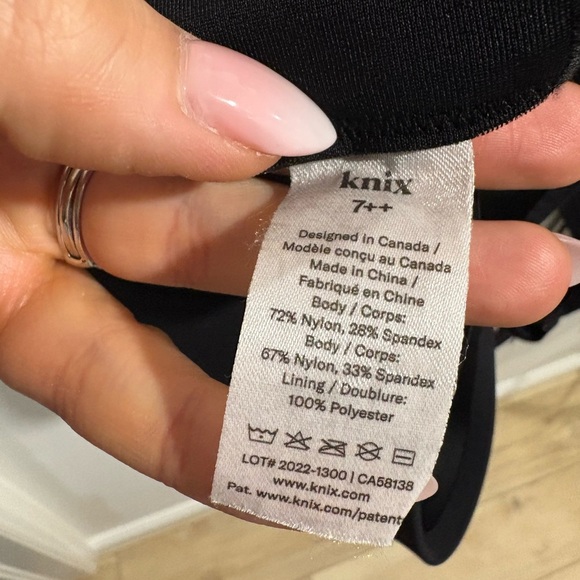 knix
7++
Designed in Canada /
Modèle conçu au Canada
Made in China /
Fabriqué en Chine
Body / Corps:
72% Nylon, 28% Spandex
Body / Corps:
67% Nylon, 33% Spandex
Lining / Doublure:
100% Polyester
LOT# 2022-1300 | CA58138
www.knix.com
Pat. www.knix.com/patent